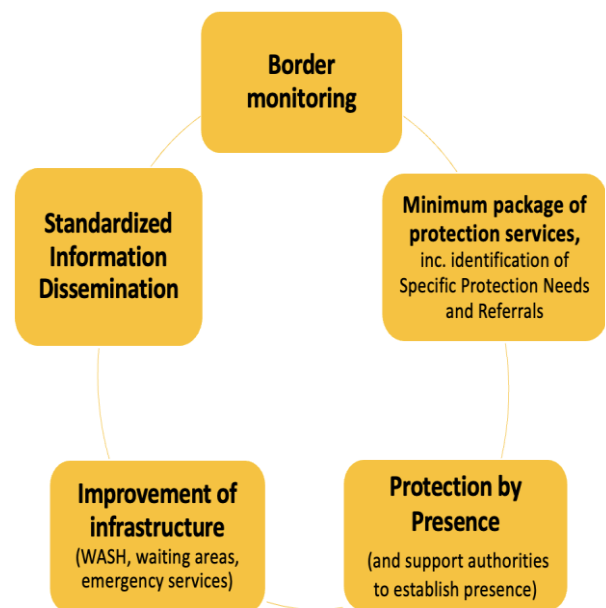 Border
monitoring
Standardized
Information
Dissemination
Minimum package of
protection services,
inc. identification of
Specific Protection Needs
and Referrals
Improvement of
infrastructure
(WASH, waiting areas,
emergency services)
Protection by
Presence
(and support authorities
to establish presence)